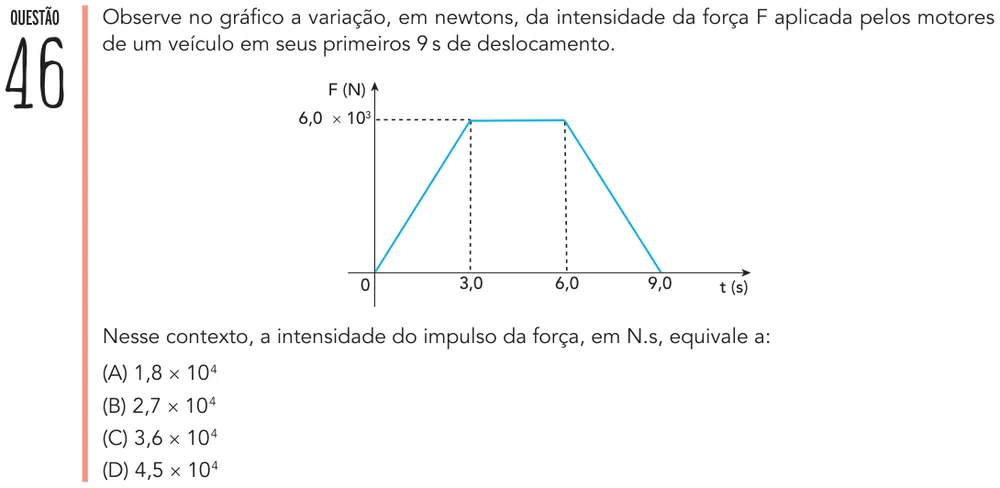 QUESTÃO
46
Observe no gráfico a variação, em newtons, da intensidade da força F aplicada pelos motores
de um veículo em seus primeiros 9 s de deslocamento.
F (N)
6,0 × 10³
0
3,0
6,0
9,0
t (s)
Nesse contexto, a intensidade do impulso da força, em N.s, equivale a:
(A) 1,8 × 10⁴
(B) 2,7 × 10⁴
(C) 3,6 × 10⁴
(D) 4,5 × 10⁴